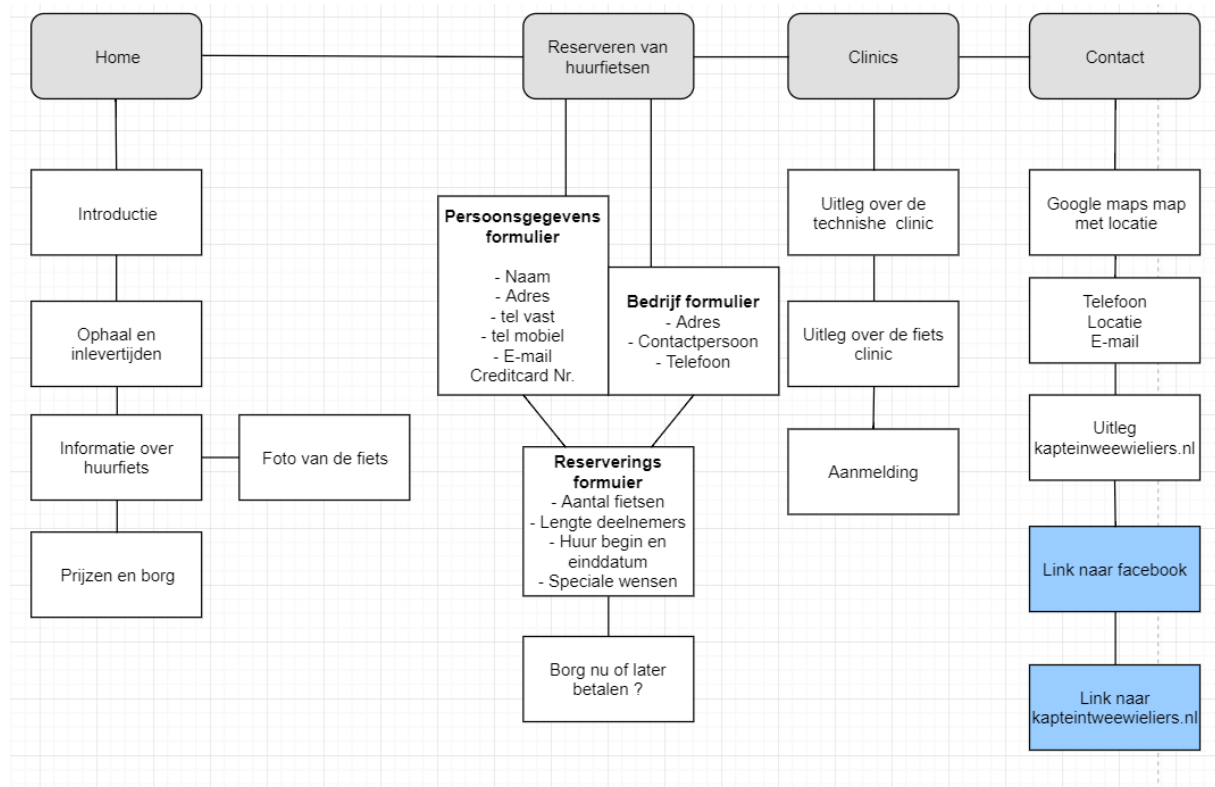 Home
Reserveren van
huurfietsen
Clinics
Contact
Introductie
Ophaal en
inlevertijden
Informatie over
huurfiets
Foto van de fiets
Prijzen en borg
Persoonsgegevens
formulier
- Naam
- Adres
- tel vast
- tel mobiel
- E-mail
Creditcard Nr.
Bedrijf formulier
- Adres
- Contactpersoon
- Telefoon
Reserverings
formuier
- Aantal fietsen
- Lengte deelnemers
- Huur begin en
einddatum
- Speciale wensen
Borg nu of later
betalen ?
Uitleg over de
technishe clinic
Uitleg over de fiets
clinic
Aanmelding
Google maps map
met locatie
Telefoon
Locatie
E-mail
Uitleg
kapteinweewieliers.nl
Link naar facebook
Link naar
kapteintweewieliers.nl